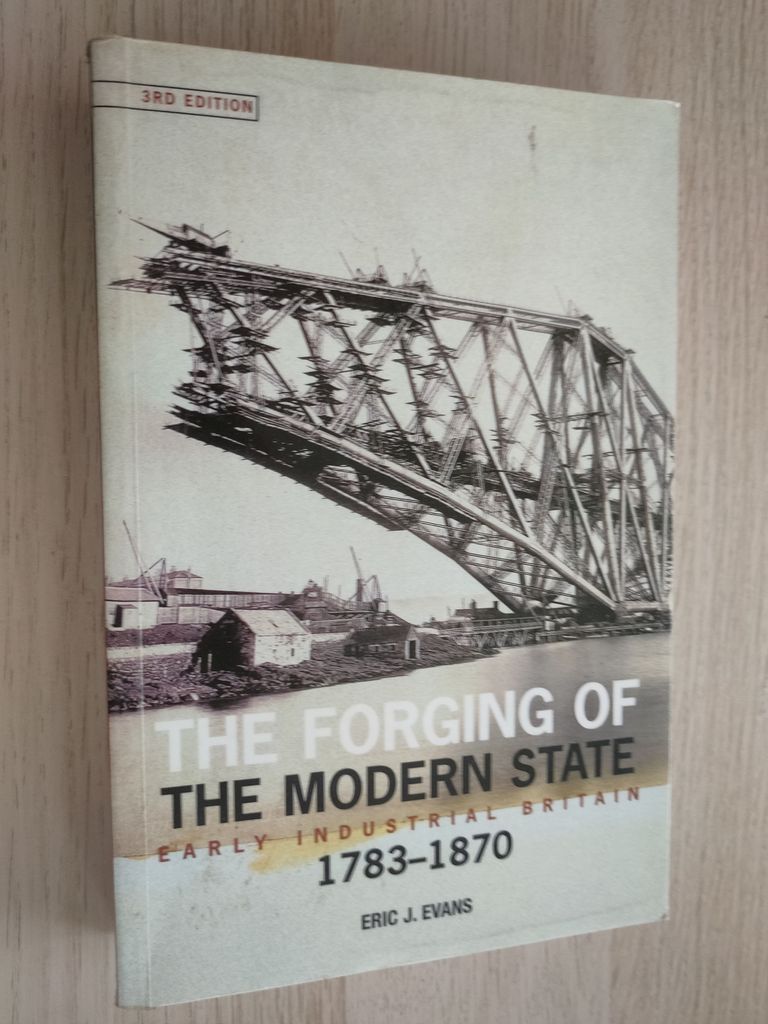 3RD EDITION
THE FORGING OF
THE MODERN STATE
EARLY INDUSTRIAL BRITAIN
1783–1870
ERIC J. EVANS